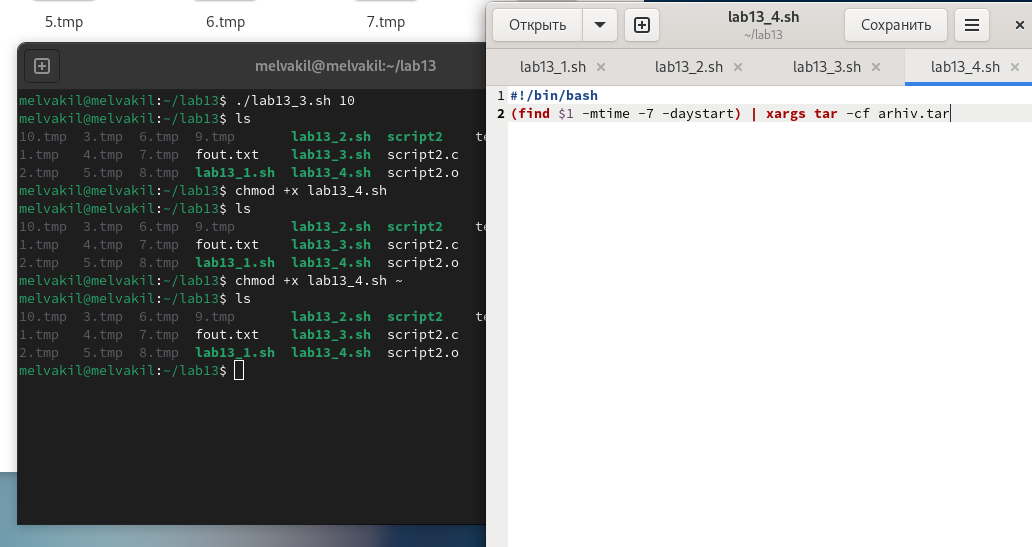 5.tmp 6.tmp 7.tmp
melvakil@melvakil:~/lab13
melvakil@melvakil:~/lab13$ ./lab13_3.sh 10
melvakil@melvakil:~/lab13$ ls
10.tmp 3.tmp 6.tmp 9.tmp lab13_2.sh script2 te
1.tmp 4.tmp 7.tmp fout.txt lab13_3.sh script2.c
2.tmp 5.tmp 8.tmp lab13_1.sh lab13_4.sh script2.o
melvakil@melvakil:~/lab13$ chmod +x lab13_4.sh
melvakil@melvakil:~/lab13$ ls
10.tmp 3.tmp 6.tmp 9.tmp lab13_2.sh script2 te
1.tmp 4.tmp 7.tmp fout.txt lab13_3.sh script2.c
2.tmp 5.tmp 8.tmp lab13_1.sh lab13_4.sh script2.o
melvakil@melvakil:~/lab13$ chmod +x lab13_4.sh ~
melvakil@melvakil:~/lab13$ ls
10.tmp 3.tmp 6.tmp 9.tmp lab13_2.sh script2 te
1.tmp 4.tmp 7.tmp fout.txt lab13_3.sh script2.c
2.tmp 5.tmp 8.tmp lab13_1.sh lab13_4.sh script2.o
melvakil@melvakil:~/lab13$
Открыть lab13_4.sh Сохранить
~/lab13
lab13_1.sh × lab13_2.sh × lab13_3.sh × lab13_4.sh ×
1 #!/bin/bash
2 (find $1 -mtime -7 -daystart) | xargs tar -cf arhiv.tar